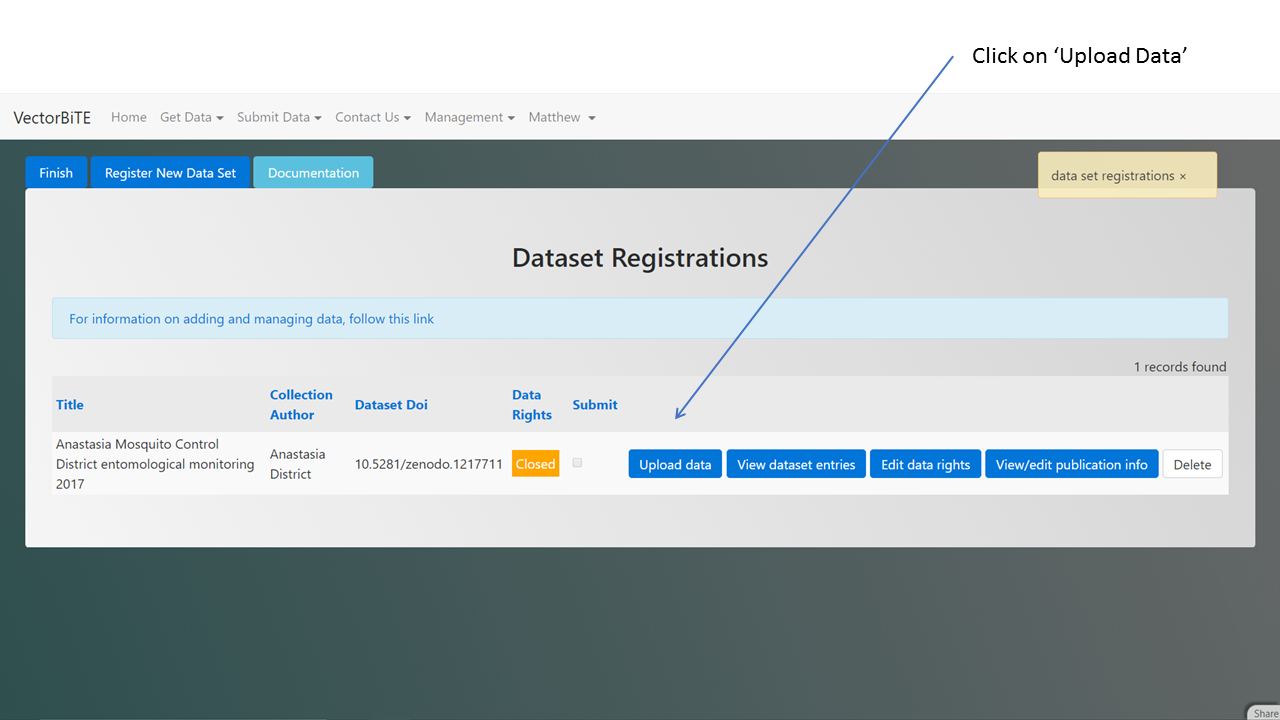 Click on ‘Upload Data’
VectorBiTE Home Get Data Submit Data Contact Us Management Matthew
Finish Register New Data Set Documentation
data set registrations ×
Dataset Registrations
For information on adding and managing data, follow this link
1 records found
Title Collection Author Dataset Doi Data Rights Submit
Anastasia Mosquito Control
District entomological monitoring
2017
Anastasia
District
10.5281/zenodo.1217711 Closed Upload data View dataset entries Edit data rights View/edit publication info Delete
Share